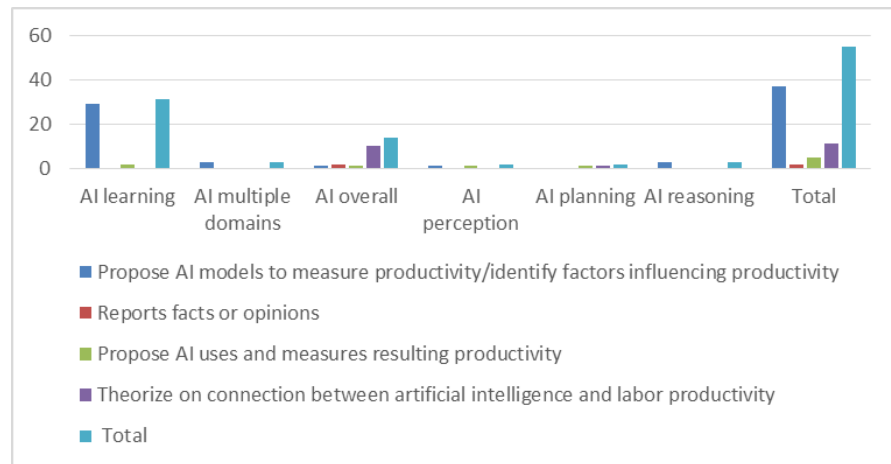 60
40
20
0
AI learning
AI multiple
domains
AI overall
AI
perception
AI planning
AI reasoning
Total
Propose AI models to measure productivity/identify factors influencing productivity
Reports facts or opinions
Propose AI uses and measures resulting productivity
Theorize on connection between artificial intelligence and labor productivity
Total